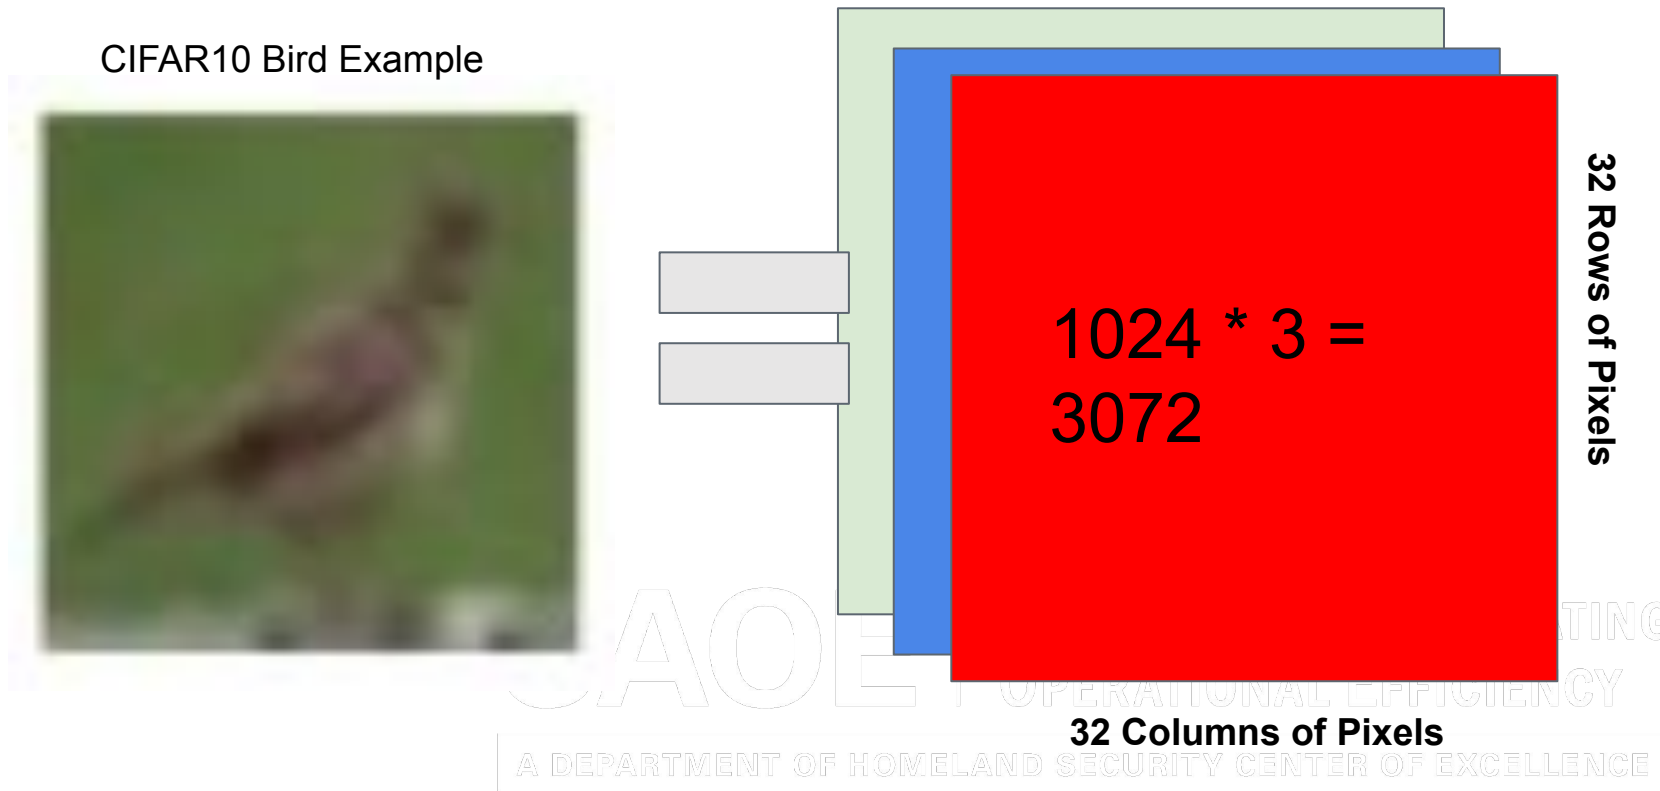 CIFAR10 Bird Example
1024 * 3 =
3072
32 Rows of Pixels
OPERATIONAL EFFICIENCY
32 Columns of Pixels
A DEPARTMENT OF HOMELAND SECURITY CENTER OF EXCELLENCE